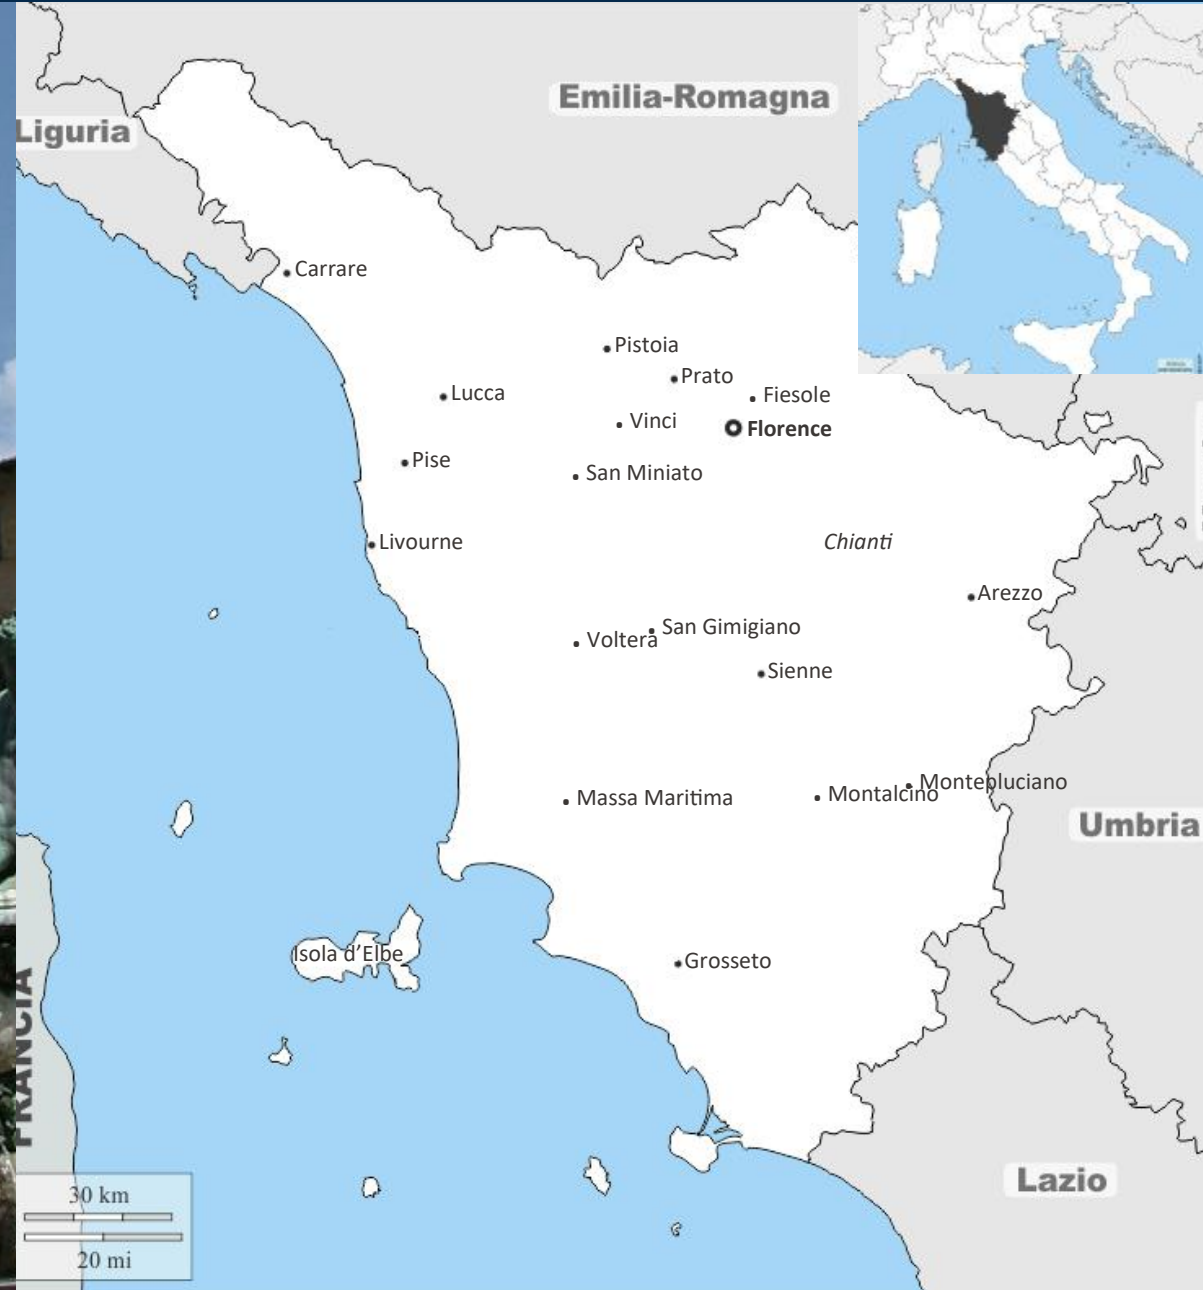 Emilia-Romagna
Liguria
Carrare
Pistoia
Prato
Lucca
Fiesole
Vinci
Florence
Pise
San Miniato
Livourne
Chianti
Arezzo
San Gimigiano
Voltera
Sienne
Montepluciano
Massa Maritima
Montalcino
Umbria
Isola d’Elbe
Grosseto
FRANCIA
Lazio
30 km
20 mi